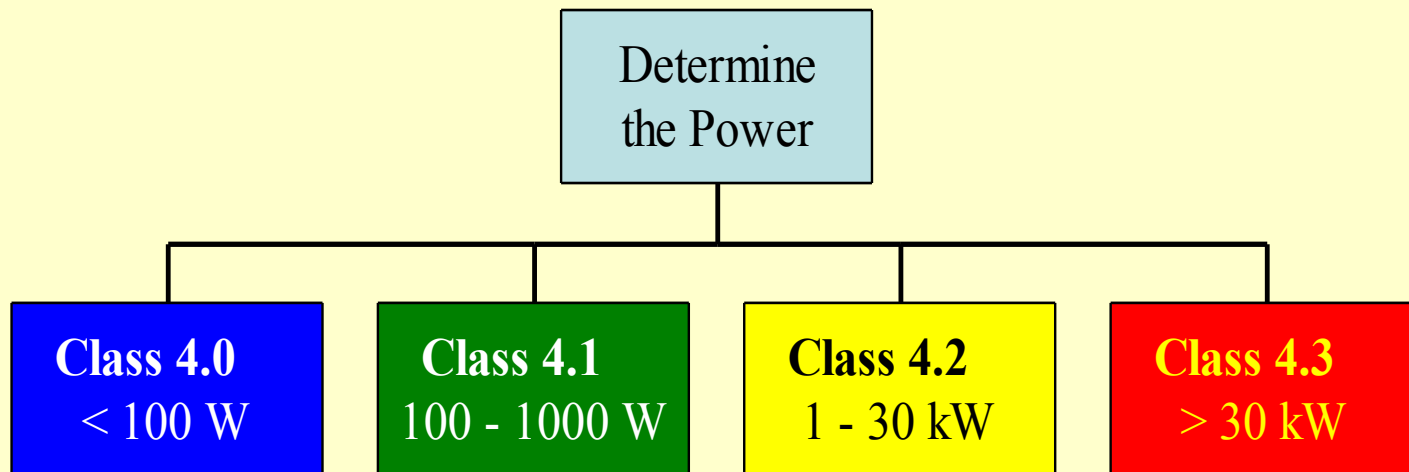 Determine
the Power
Class 4.0
< 100 W
Class 4.1
100 - 1000 W
Class 4.2
1 - 30 kW
Class 4.3
> 30 kW